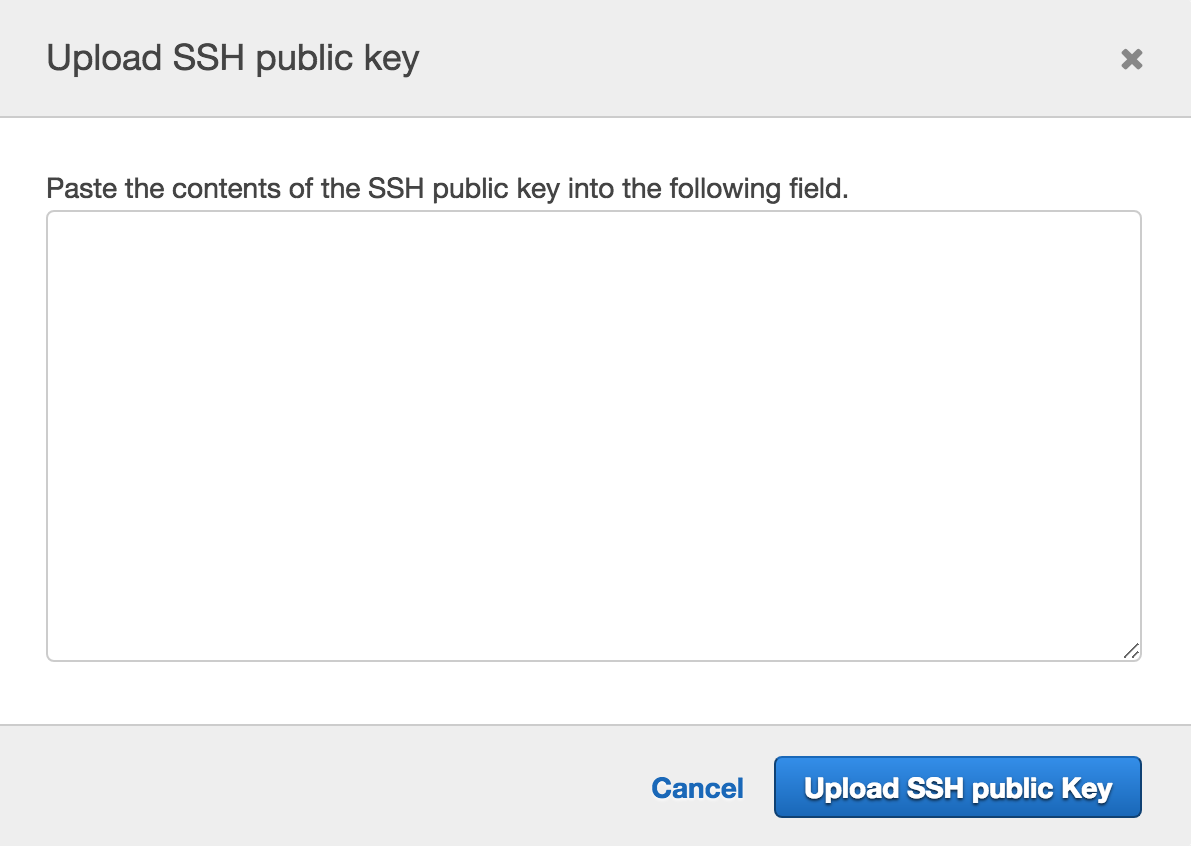 Upload SSH public key
Paste the contents of the SSH public key into the following field.
Cancel
Upload SSH public Key